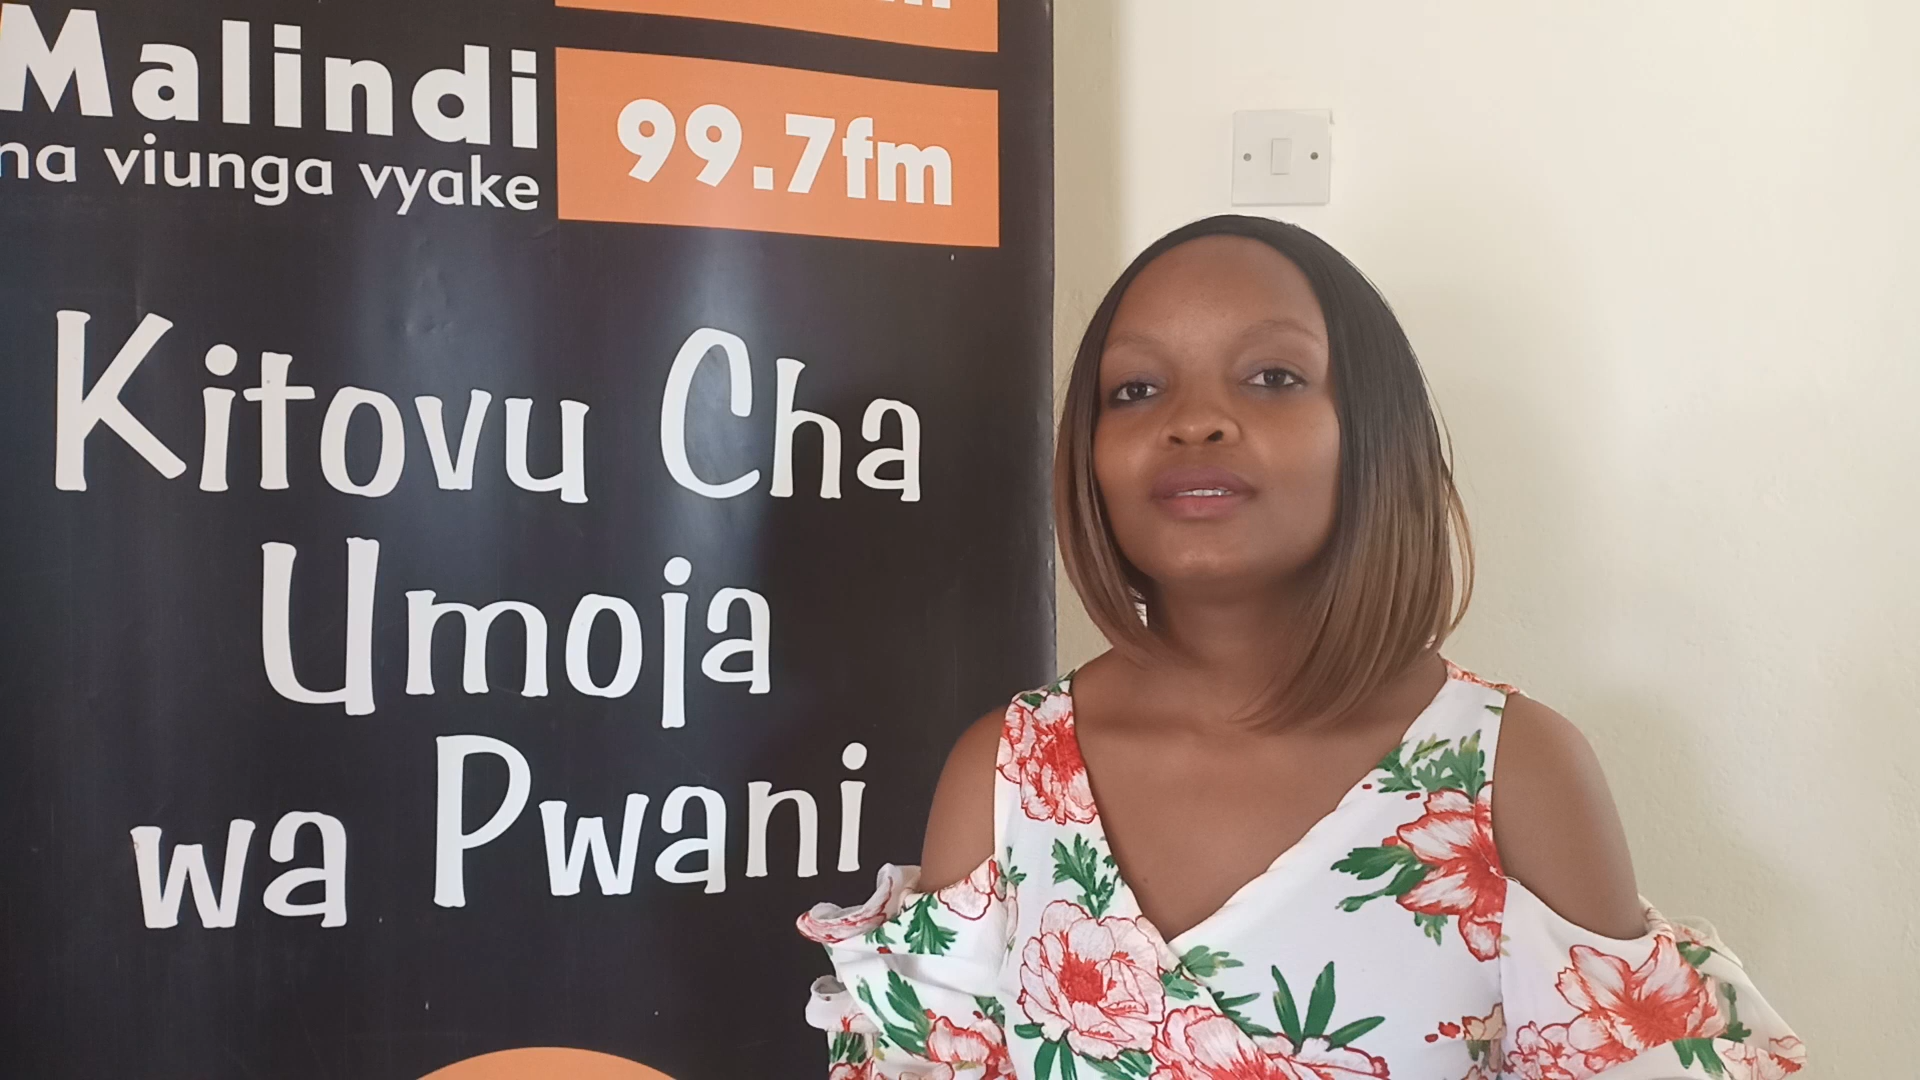 Malindi
na viunga vyake
99.7fm
Kitovu Cha
Umoja
wa Pwani